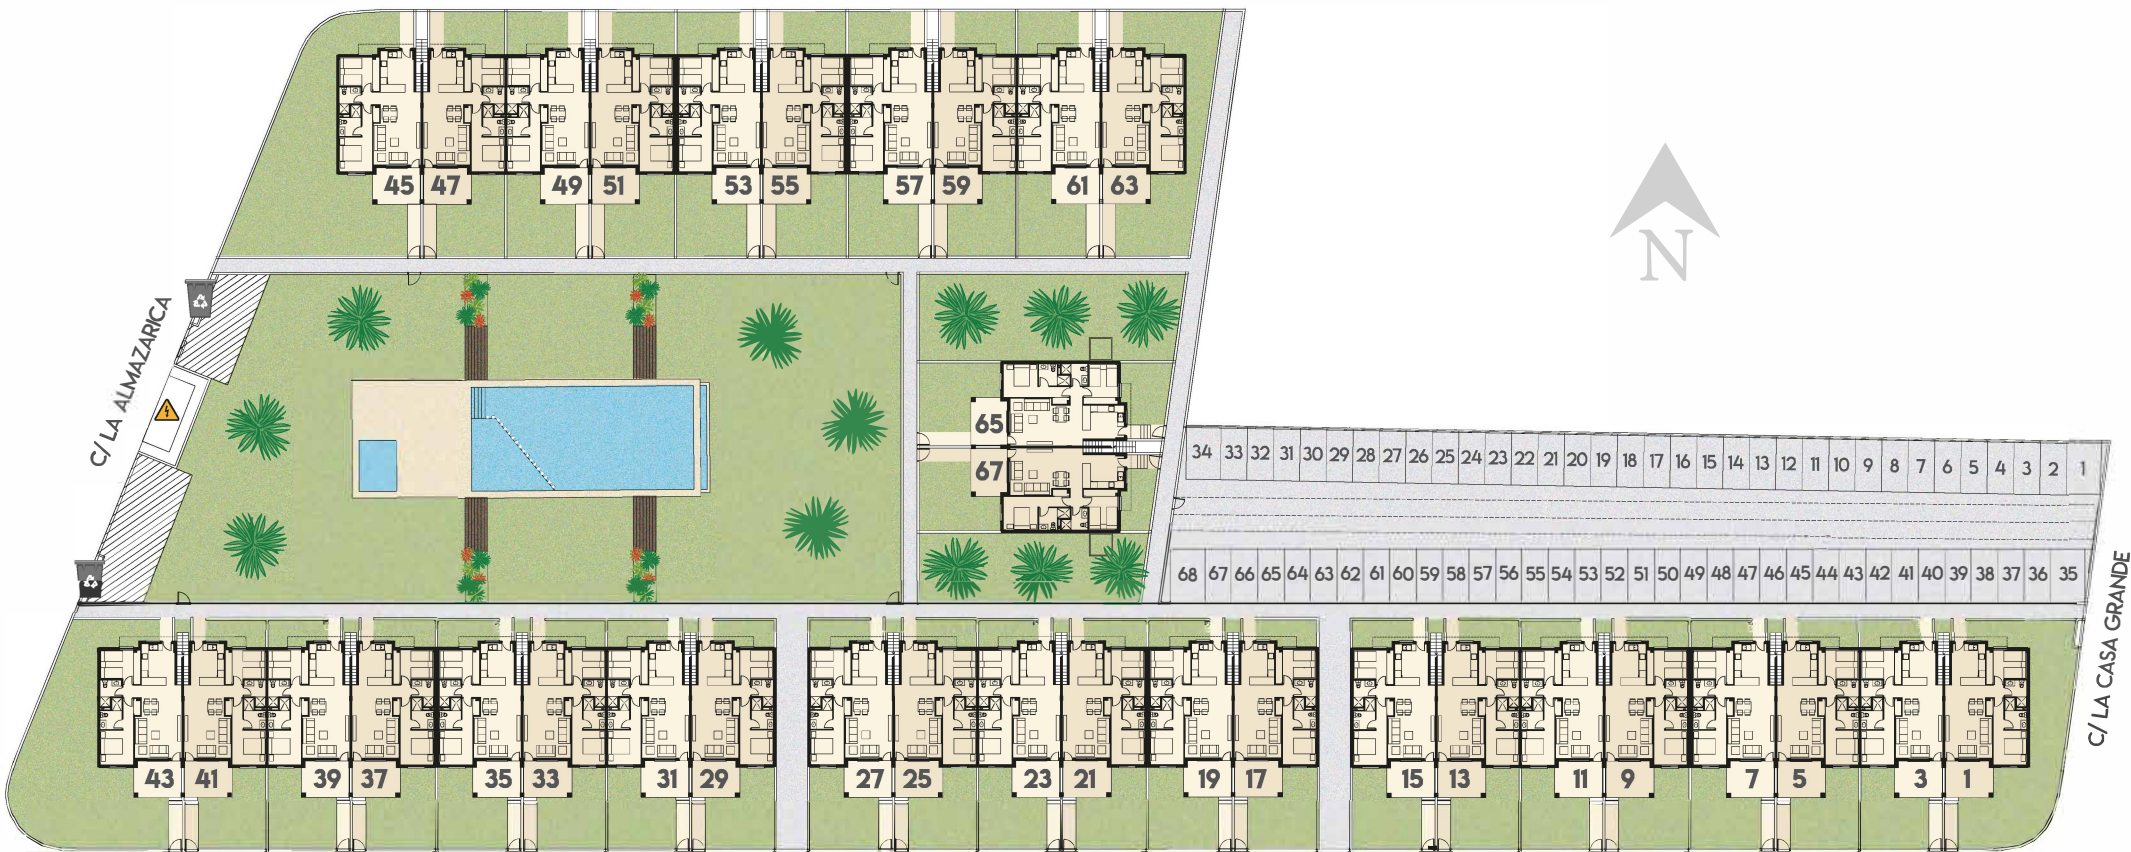 45 47 49 51 53 55 57 59 61 63
N
C/ LA ALMAZARICA
65
67
34 33 32 31 30 29 28 27 26 25 24 23 22 21 20 19 18 17 16 15 14 13 12 11 10 9 8 7 6 5 4 3 2 1
68 67 66 65 64 63 62 61 60 59 58 57 56 55 54 53 52 51 50 49 48 47 46 45 44 43 42 41 40 39 38 37 36 35
C/ LA CASA GRANDE
43 41 39 37 35 33 31 29 27 25 23 21 19 17 15 13 11 9 7 5 3 1